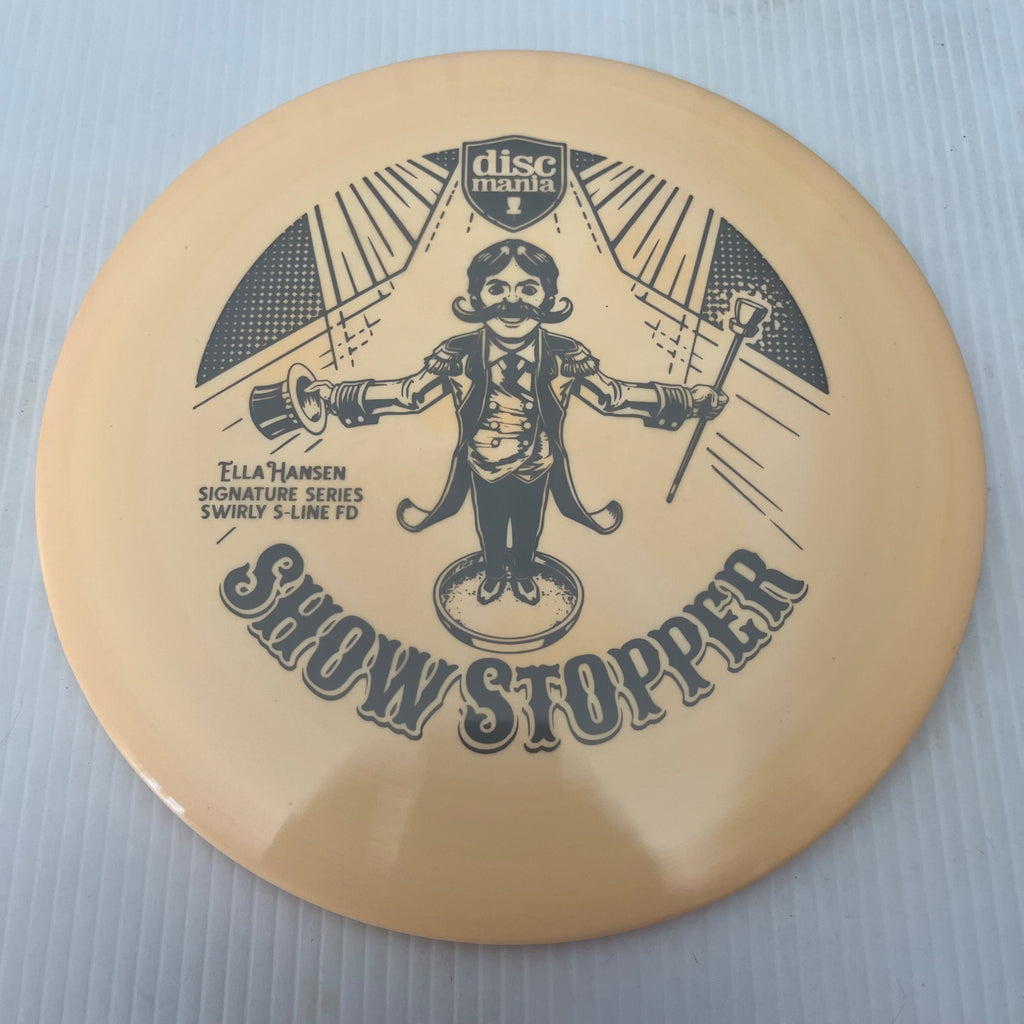 disc
mania
Ella Hansen
SIGNATURE SERIES
SWIRLY S-LINE FD
SHOW STOPPER